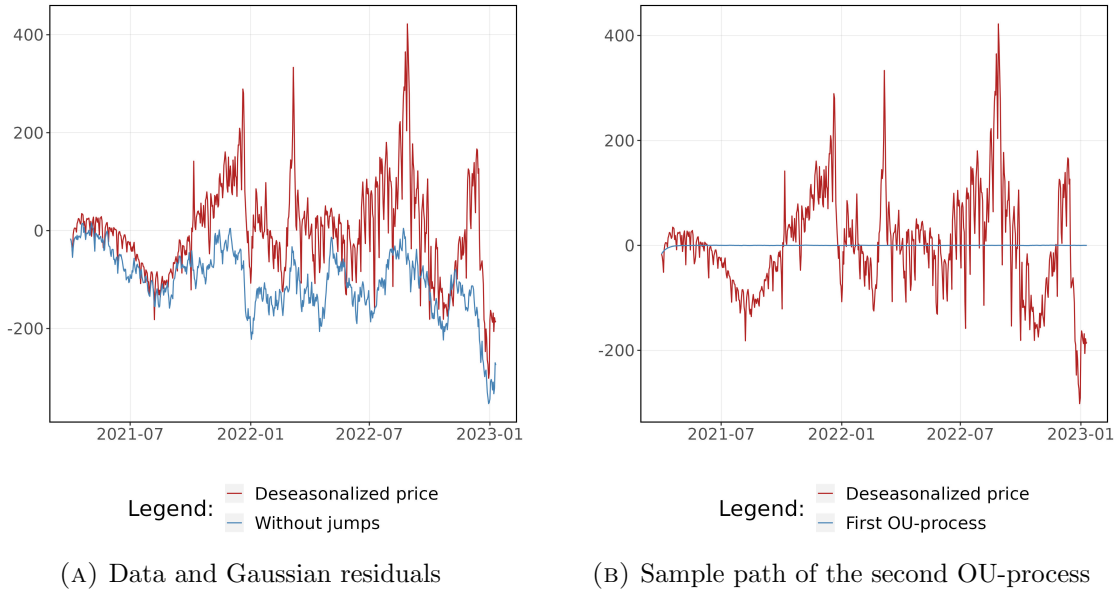 400
200
0
-200
2021-07 2022-01 2022-07 2023-01
Legend:
Deseasonalized price
Without jumps
(A) Data and Gaussian residuals
400
200
0
-200
2021-07 2022-01 2022-07 2023-01
Legend:
Deseasonalized price
First OU-process
(B) Sample path of the second OU-process